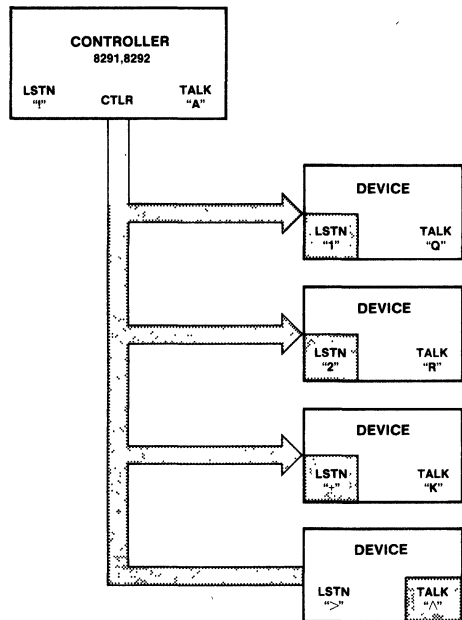 CONTROLLER
8291,8292
LSTN
"!"
CTLR
TALK
"A"
DEVICE
LSTN
"1"
TALK
"Q"
DEVICE
LSTN
"2"
TALK
"R"
DEVICE
LSTN
"+"
TALK
"K"
DEVICE
LSTN
">"
TALK
"^"